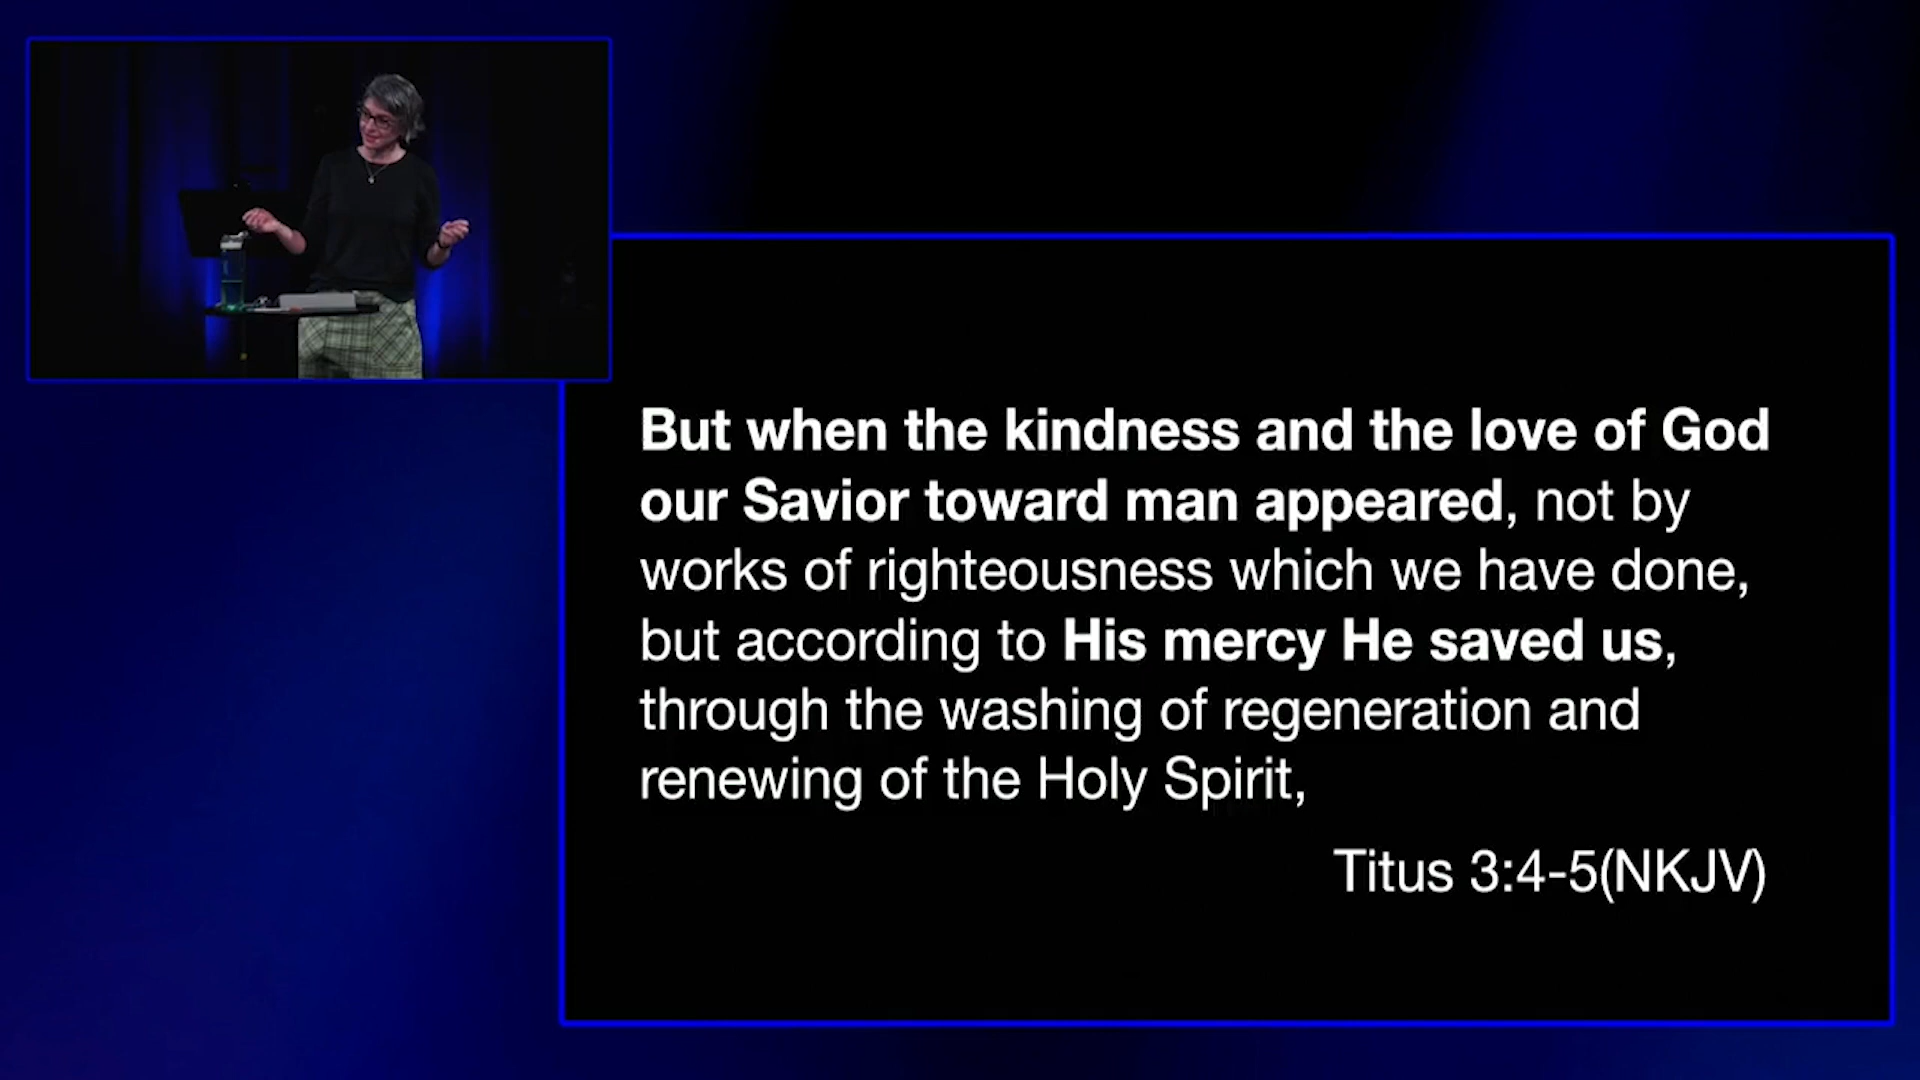 But when the kindness and the love of God
our Savior toward man appeared, not by
works of righteousness which we have done,
but according to His mercy He saved us,
through the washing of regeneration and
renewing of the Holy Spirit,
Titus 3:4-5(NKJV)